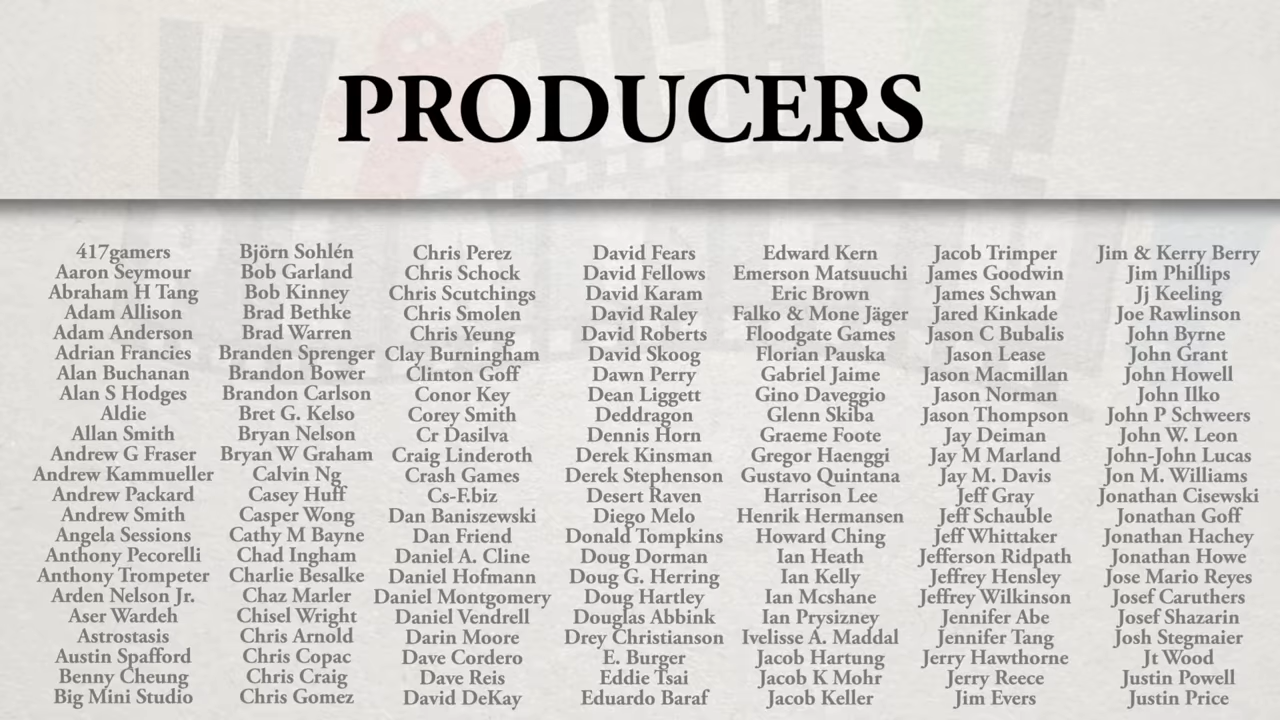 PRODUCERS
417gamers
Aaron Seymour
Abraham H Tang
Adam Allison
Adam Anderson
Adrian Francies
Alan Buchanan
Alan S Hodges
Aldie
Allan Smith
Andrew G Fraser
Andrew Kammueller
Andrew Packard
Andrew Smith
Angela Sessions
Anthony Pecorelli
Anthony Trompeter
Arden Nelson Jr.
Aser Wardeh
Astrostasis
Austin Spafford
Benny Cheung
Big Mini Studio
Björn Sohlén
Bob Garland
Bob Kinney
Brad Bethke
Brad Warren
Branden Sprenger
Brandon Bower
Brandon Carlson
Bret G. Kelso
Bryan Nelson
Bryan W Graham
Calvin Ng
Casey Huff
Casper Wong
Cathy M Bayne
Chad Ingham
Charlie Besalke
Chaz Marler
Chisel Wright
Chris Arnold
Chris Copac
Chris Craig
Chris Gomez
Chris Perez
Chris Schock
Chris Scutchings
Chris Smolen
Chris Yeung
Clay Burningham
Clinton Goff
Conor Key
Corey Smith
Cr Dasilva
Craig Linderoth
Crash Games
Cs-F.biz
Dan Baniszewski
Dan Friend
Daniel A. Cline
Daniel Hofmann
Daniel Montgomery
Daniel Vendrell
Darin Moore
Dave Cordero
Dave Reis
David DeKay
David Fears
David Fellows
David Karam
David Raley
David Roberts
David Skoog
Dawn Perry
Dean Liggett
Deddragon
Dennis Horn
Derek Kinsman
Derek Stephenson
Desert Raven
Diego Melo
Donald Tompkins
Doug Dorman
Doug G. Herring
Doug Hartley
Douglas Abbink
Drey Christianson
E. Burger
Eddie Tsai
Eduardo Baraf
Edward Kern
Emerson Matsuuchi
Eric Brown
Falko & Mone Jäger
Floodgate Games
Florian Pauska
Gabriel Jaime
Gino Daveggio
Glenn Skiba
Graeme Foote
Gregor Haenggi
Gustavo Quintana
Harrison Lee
Henrik Hermansen
Howard Ching
Ian Heath
Ian Kelly
Ian Mcshane
Ian Prysizney
Ivelisse A. Maddal
Jacob Hartung
Jacob K Mohr
Jacob Keller
Jacob Trimper
James Goodwin
James Schwan
Jared Kinkade
Jason C Bubalis
Jason Lease
Jason Macmillan
Jason Norman
Jason Thompson
Jay Deiman
Jay M Marland
Jay M. Davis
Jeff Gray
Jeff Schauble
Jeff Whittaker
Jefferson Ridpath
Jeffrey Hensley
Jeffrey Wilkinson
Jennifer Abe
Jennifer Tang
Jerry Hawthorne
Jerry Reece
Jim Evers
Jim & Kerry Berry
Jim Phillips
Jj Keeling
Joe Rawlinson
John Byrne
John Grant
John Howell
John Ilko
John P Schweers
John W. Leon
John-John Lucas
Jon M. Williams
Jonathan Cisewski
Jonathan Goff
Jonathan Hachey
Jonathan Howe
Jose Mario Reyes
Josef Caruthers
Josef Shazarin
Josh Stegmaier
Jt Wood
Justin Powell
Justin Price